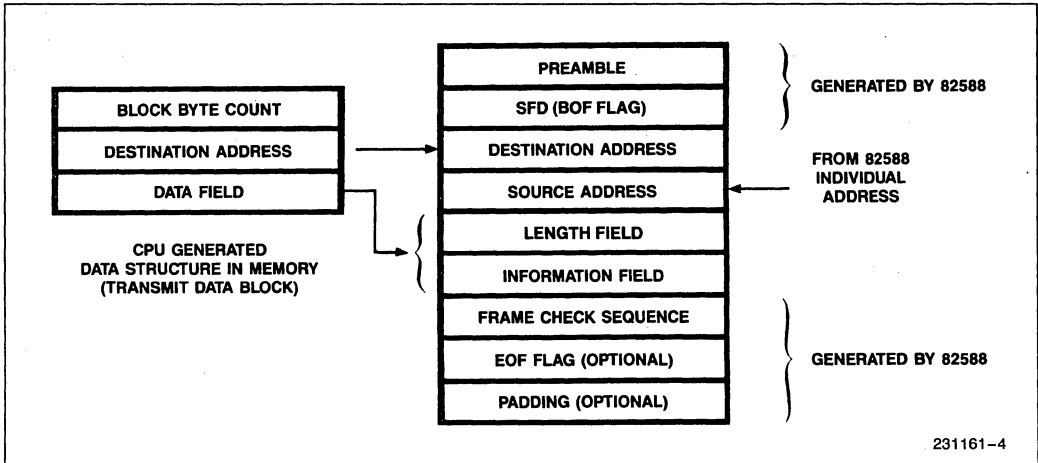 BLOCK BYTE COUNT
DESTINATION ADDRESS
DATA FIELD
CPU GENERATED
DATA STRUCTURE IN MEMORY
(TRANSMIT DATA BLOCK)
PREAMBLE
SFD (BOF FLAG)
DESTINATION ADDRESS
SOURCE ADDRESS
LENGTH FIELD
INFORMATION FIELD
FRAME CHECK SEQUENCE
EOF FLAG (OPTIONAL)
PADDING (OPTIONAL)
GENERATED BY 82588
FROM 82588
INDIVIDUAL
ADDRESS
GENERATED BY 82588
231161-4